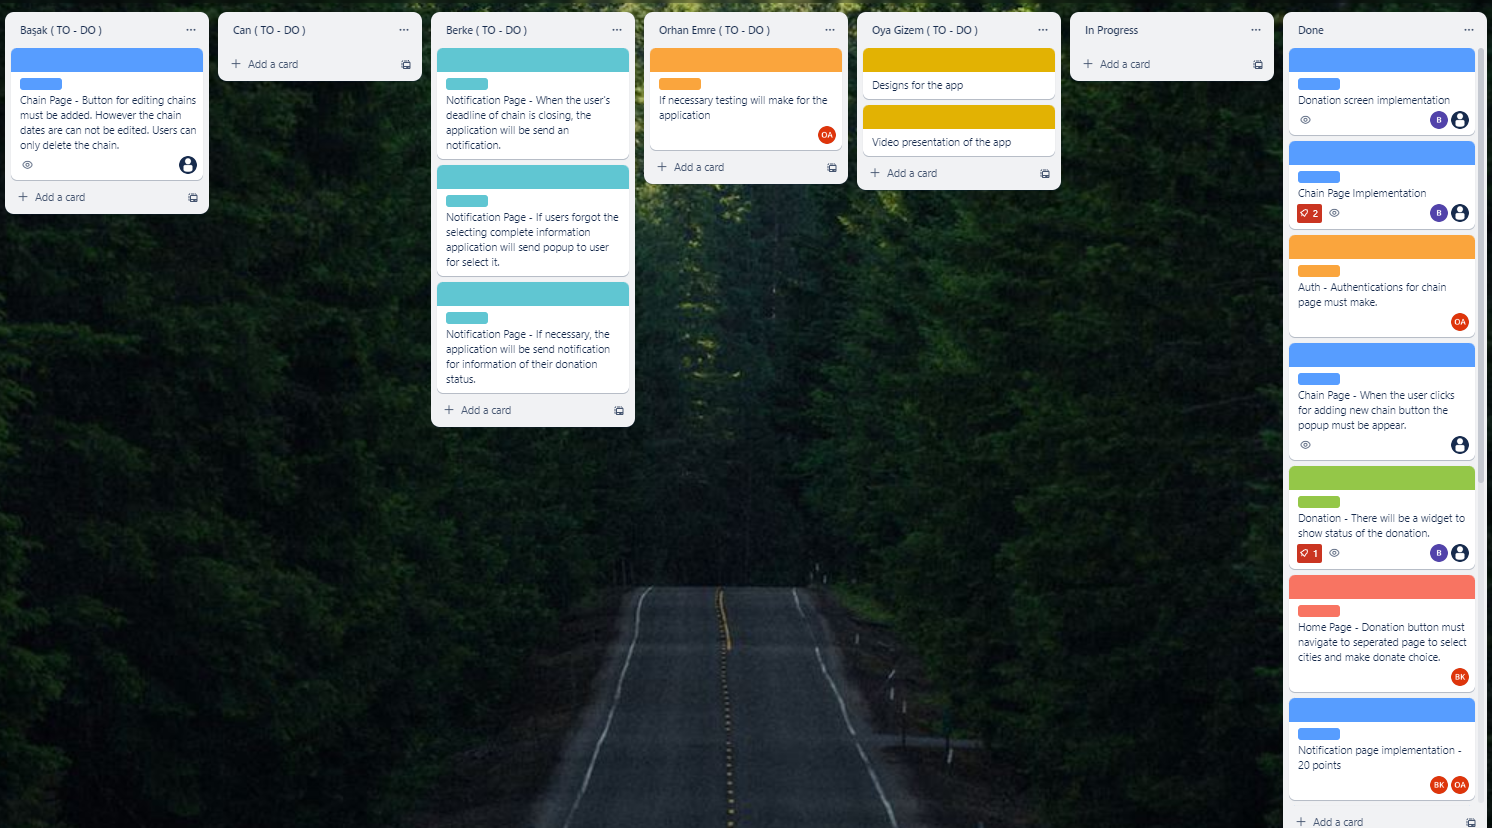 Başak ( TO - DO )
Chain Page - Button for editing chains
must be added. However the chain
dates are can not be edited. Users can
only delete the chain.
Add a card
Can ( TO - DO )
Add a card
Berke ( TO - DO )
Notification Page - When the user's
deadline of chain is closing, the
application will be send an
notification.
Notification Page - If users forgot the
selecting complete information
application will send popup to user
for select it.
Notification Page - If necessary, the
application will be send notification
for information of their donation
status.
Add a card
Orhan Emre ( TO - DO )
If necessary testing will make for the
application
OA
Add a card
Oya Gizem ( TO - DO )
Designs for the app
Video presentation of the app
Add a card
In Progress
Add a card
Done
Donation screen implementation
B
Chain Page Implementation
2
B
Auth - Authentications for chain
page must make.
OA
Chain Page - When the user clicks
for adding new chain button the
popup must be appear.
Donation - There will be a widget to
show status of the donation.
1
B
Home Page - Donation button must
navigate to seperated page to select
cities and make donate choice.
BK
Notification page implementation -
20 points
BK OA
Add a card